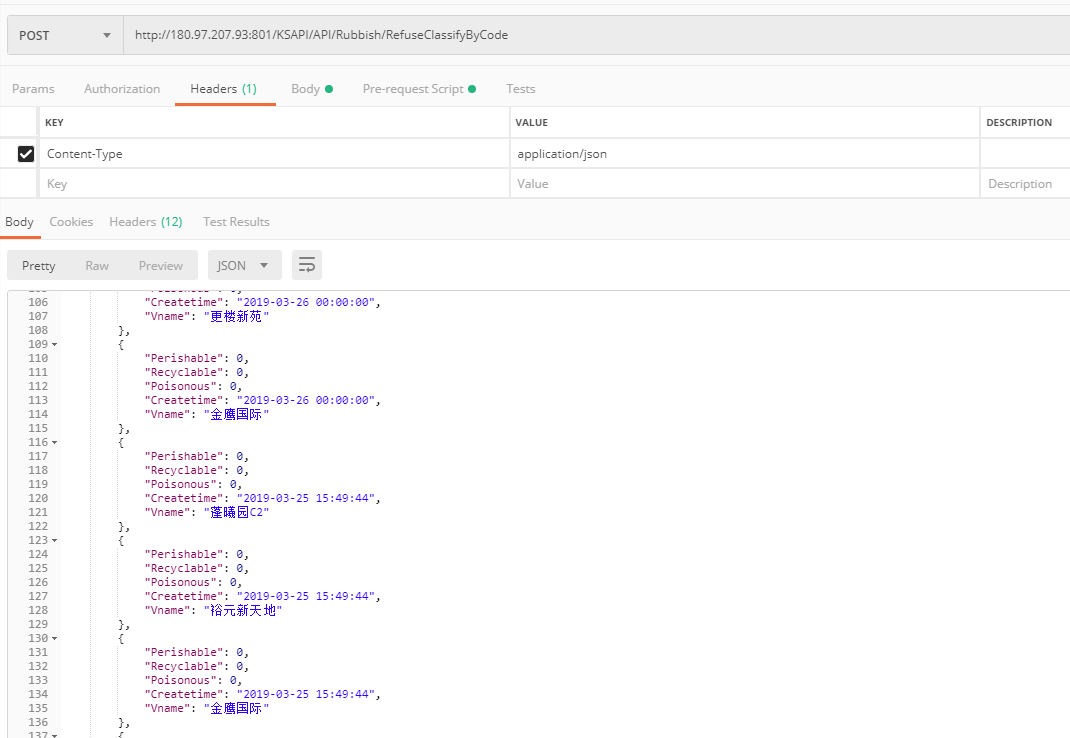 POST http://180.97.207.93:801/KSAPI/API/Rubbish/RefuseClassifyByCode
Params Authorization Headers (1) Body Pre-request Script Tests
KEY VALUE DESCRIPTION
Content-Type application/json
Key Value Description
Body Cookies Headers (12) Test Results
Pretty Raw Preview JSON
105 "Poisonous": 0,
106 "Createtime": "2019-03-26 00:00:00",
107 "Vname": "更楼新苑"
108 },
109 {
110 "Perishable": 0,
111 "Recyclable": 0,
112 "Poisonous": 0,
113 "Createtime": "2019-03-26 00:00:00",
114 "Vname": "金鹰国际"
115 },
116 {
117 "Perishable": 0,
118 "Recyclable": 0,
119 "Poisonous": 0,
120 "Createtime": "2019-03-25 15:49:44",
121 "Vname": "蓬曦园C2"
122 },
123 {
124 "Perishable": 0,
125 "Recyclable": 0,
126 "Poisonous": 0,
127 "Createtime": "2019-03-25 15:49:44",
128 "Vname": "裕元新天地"
129 },
130 {
131 "Perishable": 0,
132 "Recyclable": 0,
133 "Poisonous": 0,
134 "Createtime": "2019-03-25 15:49:44",
135 "Vname": "金鹰国际"
136 },
137 {